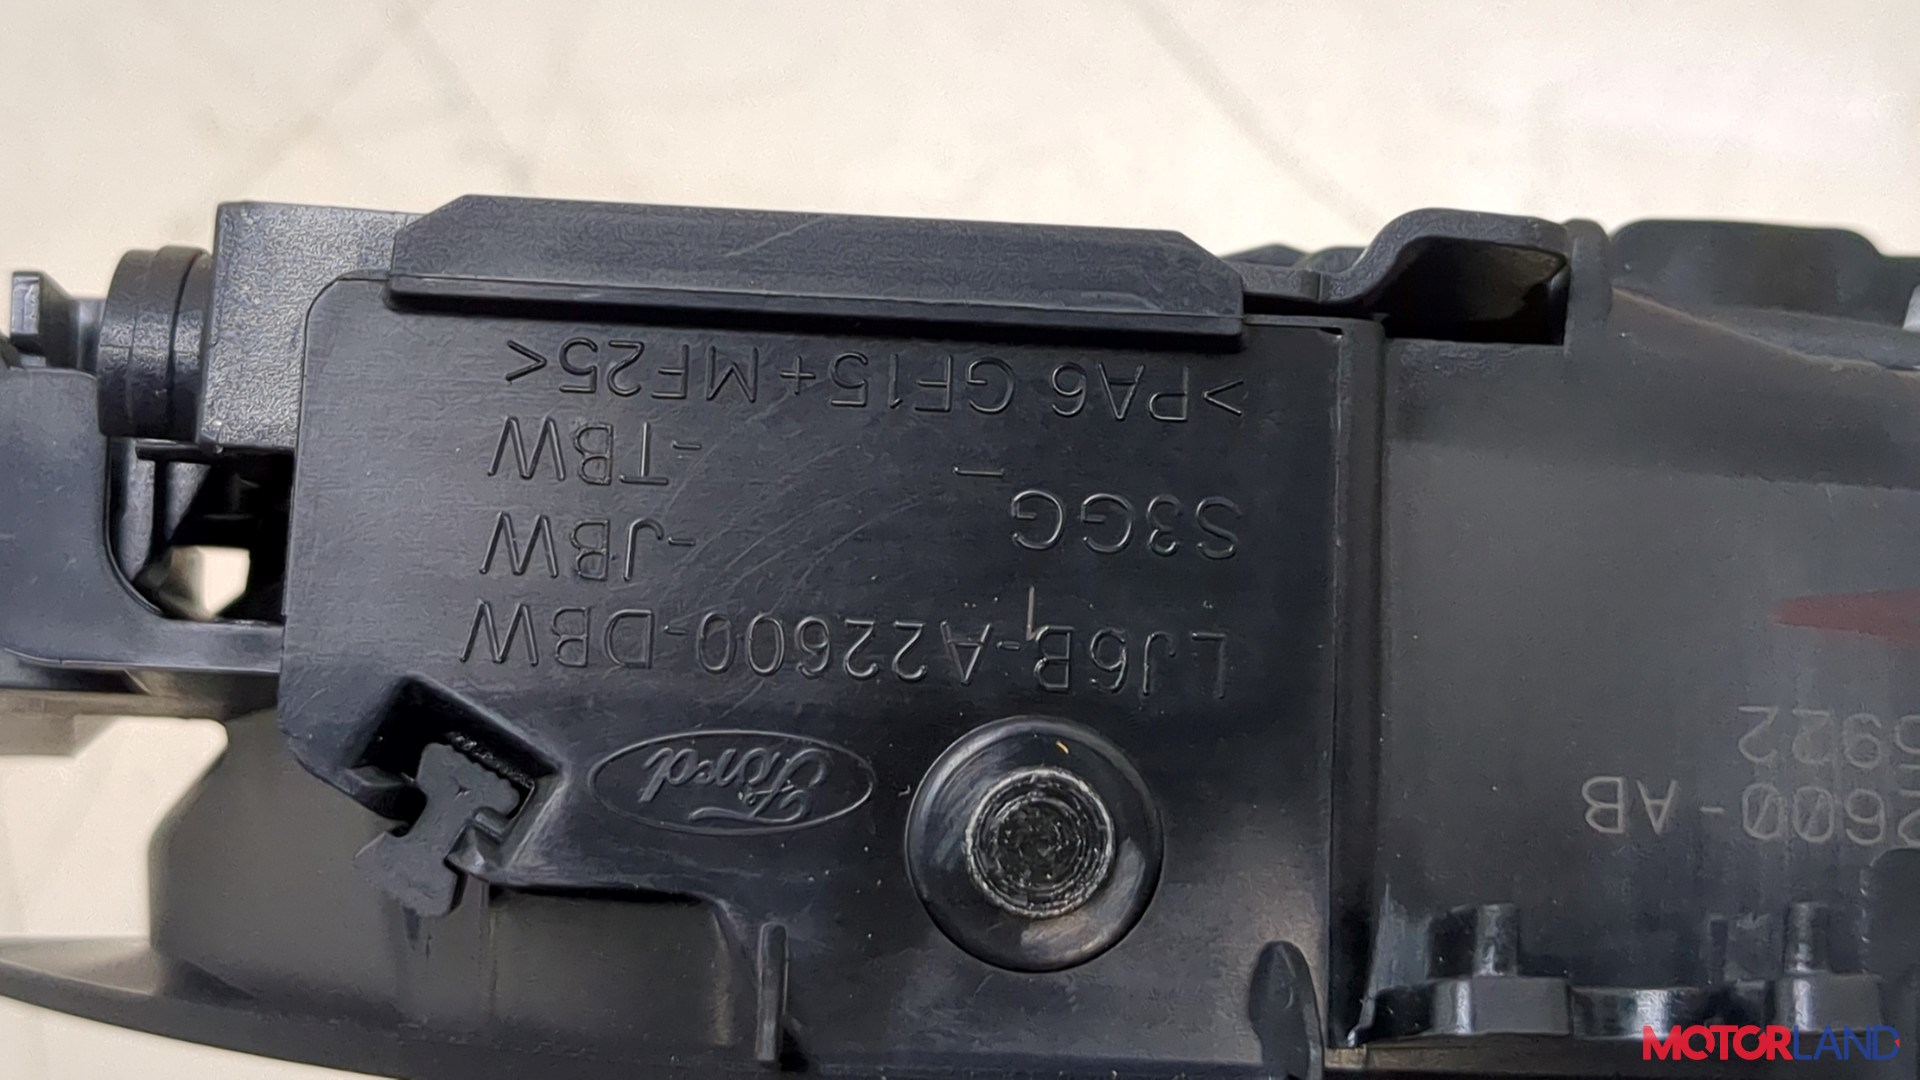 Ford
LJ6B-A22600-DBW
-JBW
S3GG
-TBW
-
>PA6 GF15+MF25<
2600-AB
5922
MOTORLAND